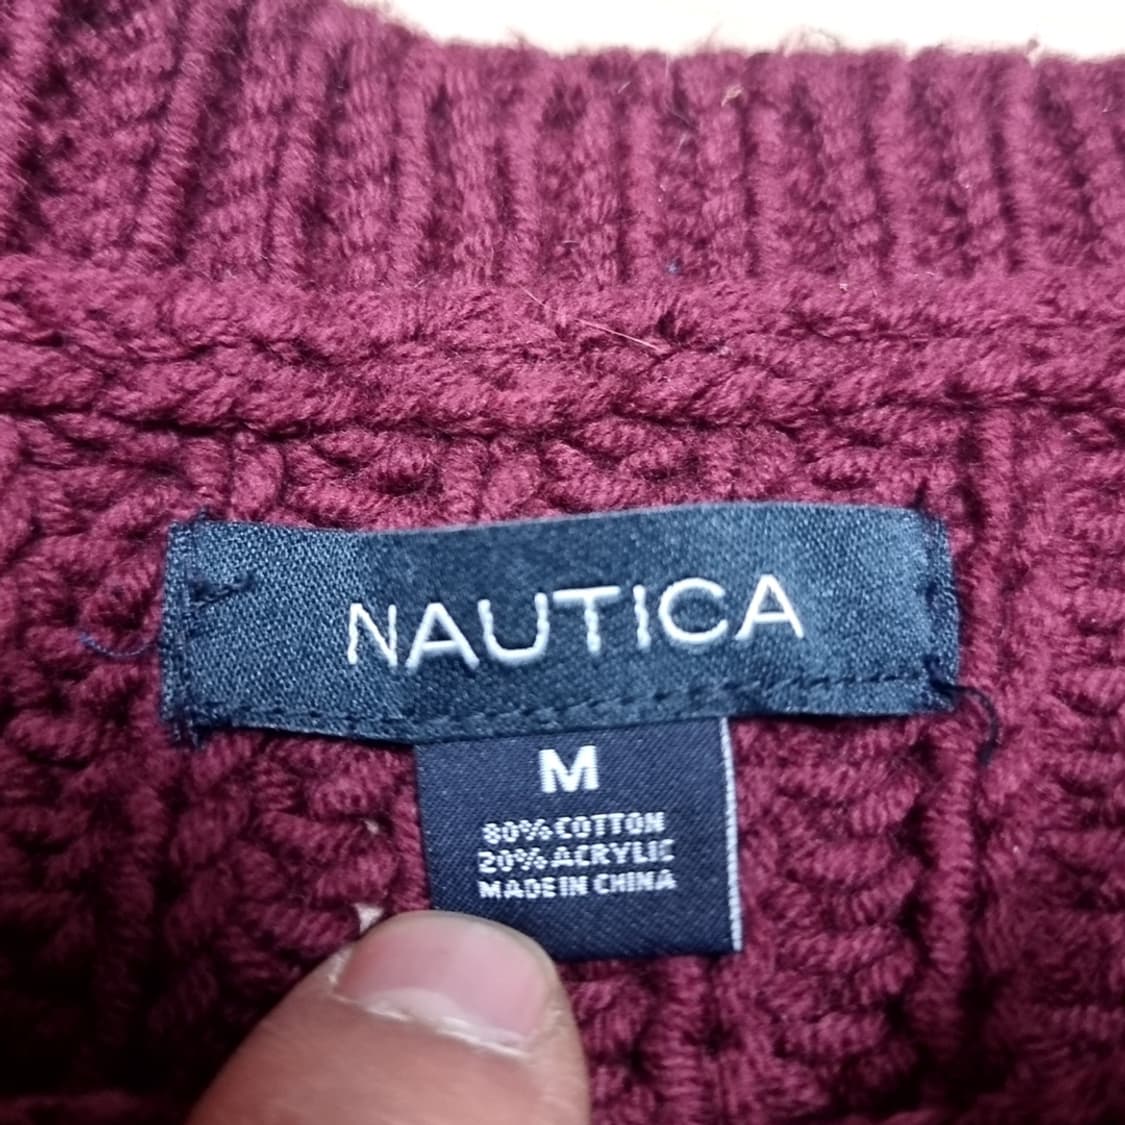 NAUTICA
M
80% COTTON
20% ACRYLIC
MADE IN CHINA